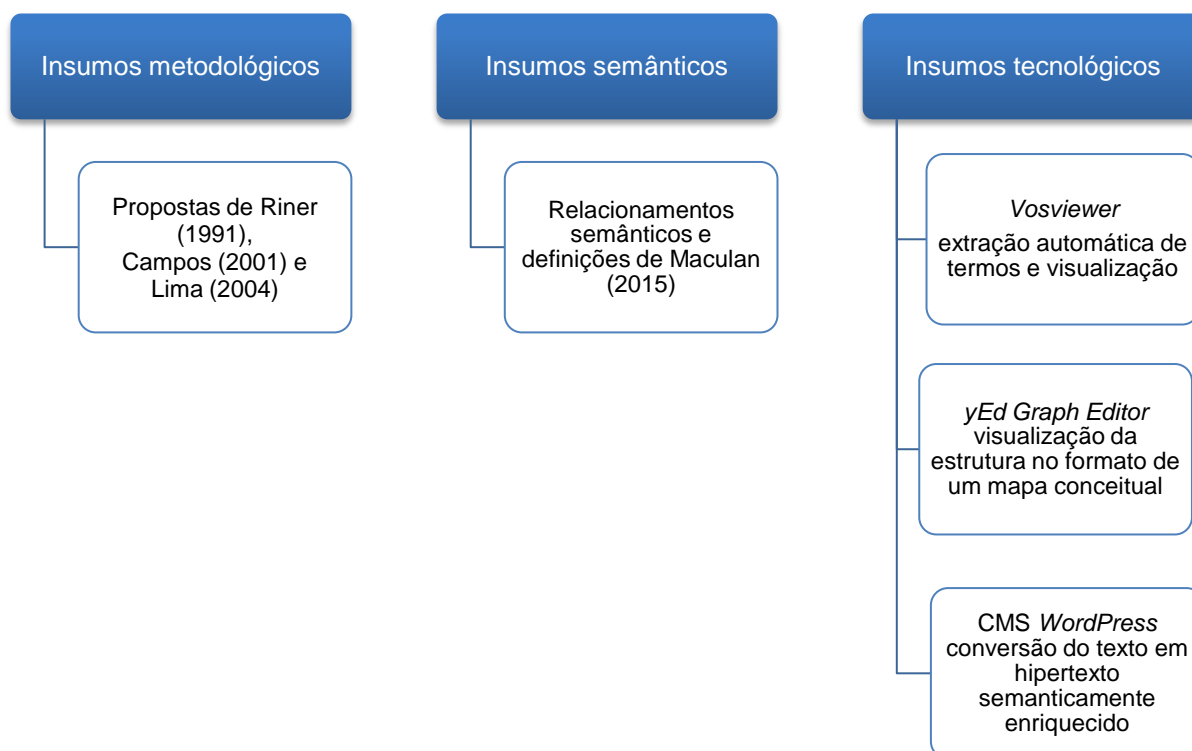 Insumos metodológicos
Propostas de Riner
(1991),
Campos (2001) e
Lima (2004)
Insumos semânticos
Relacionamentos
semânticos e
definições de Maculan
(2015)
Insumos tecnológicos
Vosviewer
extração automática de
termos e visualização
yEd Graph Editor
visualização da
estrutura no formato de
um mapa conceitual
CMS WordPress
conversão do texto em
hipertexto
semanticamente
enriquecido